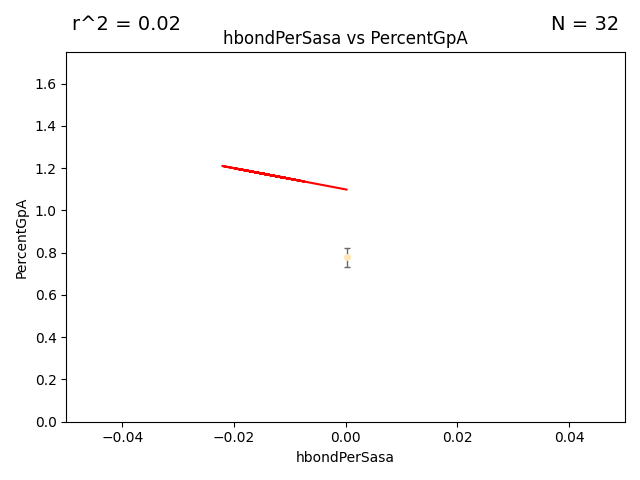 r^2 = 0.02
N = 32
hbondPerSasa vs PercentGpA
1.6
1.4
1.2
1.0
0.8
0.6
0.4
0.2
0.0
PercentGpA
−0.04
−0.02
0.00
0.02
0.04
hbondPerSasa